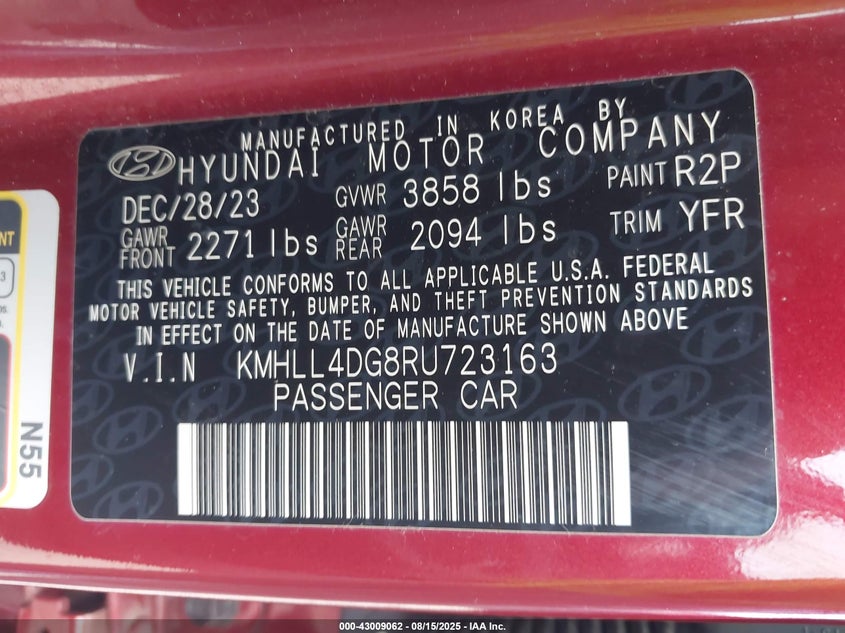 MANUFACTURED IN KOREA BY
HYUNDAI MOTOR COMPANY
DEC/28/23 GVWR 3858 lbs PAINT R2P
GAWR FRONT 2271 lbs GAWR REAR 2094 lbs TRIM YFR
THIS VEHICLE CONFORMS TO ALL APPLICABLE U.S.A. FEDERAL
MOTOR VEHICLE SAFETY, BUMPER, AND THEFT PREVENTION STANDARDS
IN EFFECT ON THE DATE OF MANUFACTURE SHOWN ABOVE
V.I.N KMHLL4DG8RU723163
PASSENGER CAR
N55
000-43009062 - 08/15/2025 - IAA Inc.